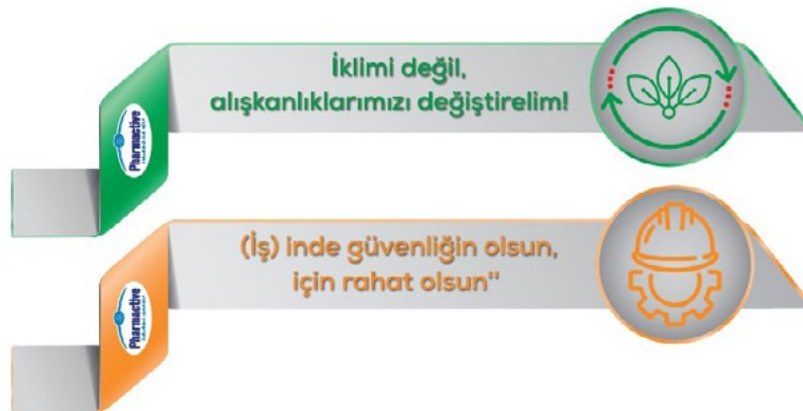 İklimi değil,
alışkanlıklarımızı değiştirelim!
Pharmactive
(İş) inde güvenliğin olsun,
için rahat olsun"
Pharmactive